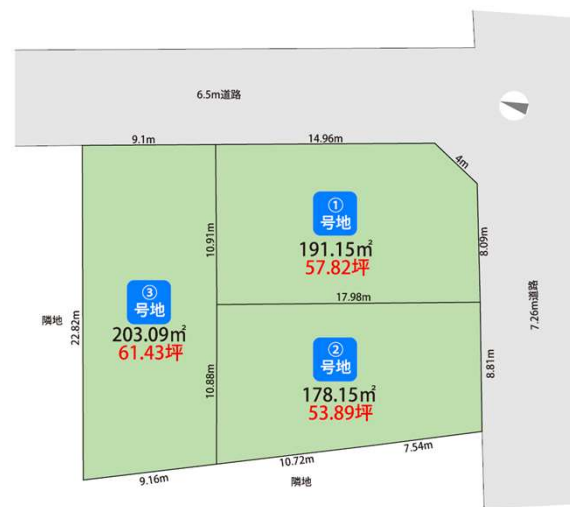 6.5m道路
9.1m
14.96m
4m
①
号地
191.15㎡
57.82坪
10.91m
8.09m
17.98m
7.26m道路
③
号地
203.09㎡
61.43坪
隣地
22.82m
②
号地
178.15㎡
53.89坪
10.88m
8.81m
7.54m
10.72m
9.16m
隣地